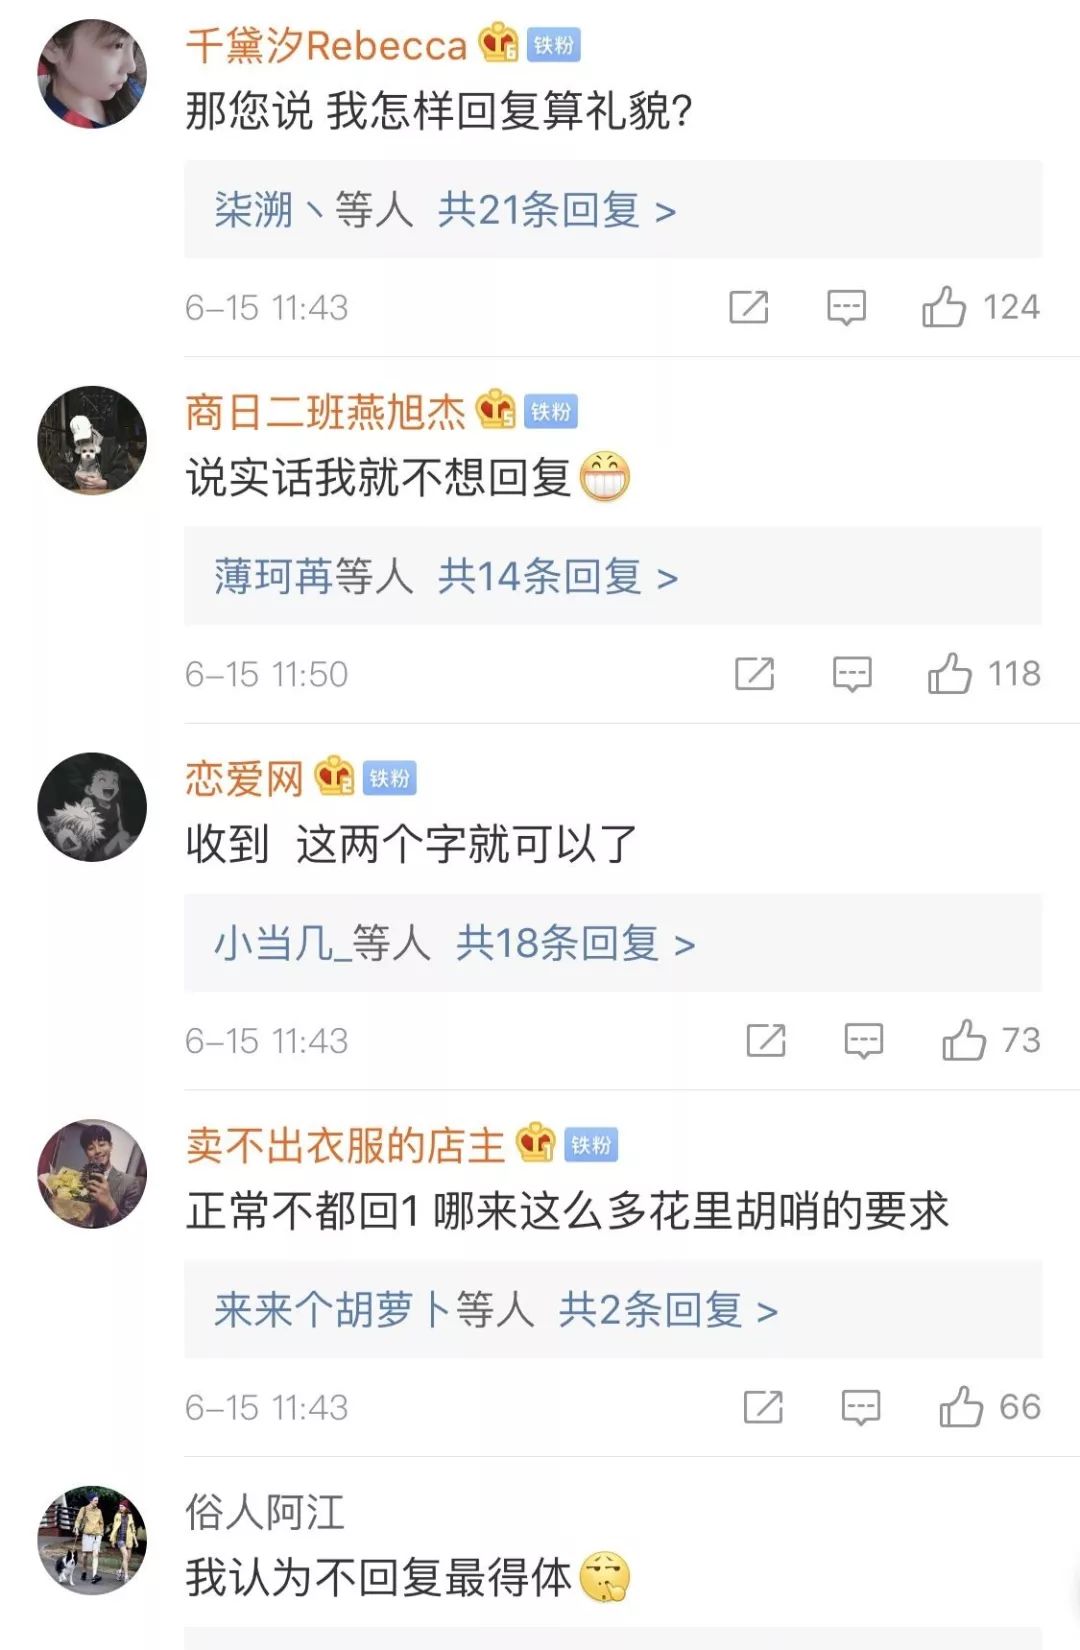 千黛汐Rebecca 6 铁粉
那您说 我怎样回复算礼貌?
柒溯丶等人 共21条回复 >
6-15 11:43 124
商日二班燕旭杰 5 铁粉
说实话我就不想回复
薄珂苒等人 共14条回复 >
6-15 11:50 118
恋爱网 2 铁粉
收到 这两个字就可以了
小当几_等人 共18条回复 >
6-15 11:43 73
卖不出衣服的店主 1 铁粉
正常不都回1 哪来这么多花里胡哨的要求
来来个胡萝卜等人 共2条回复 >
6-15 11:43 66
俗人阿江
我认为不回复最得体